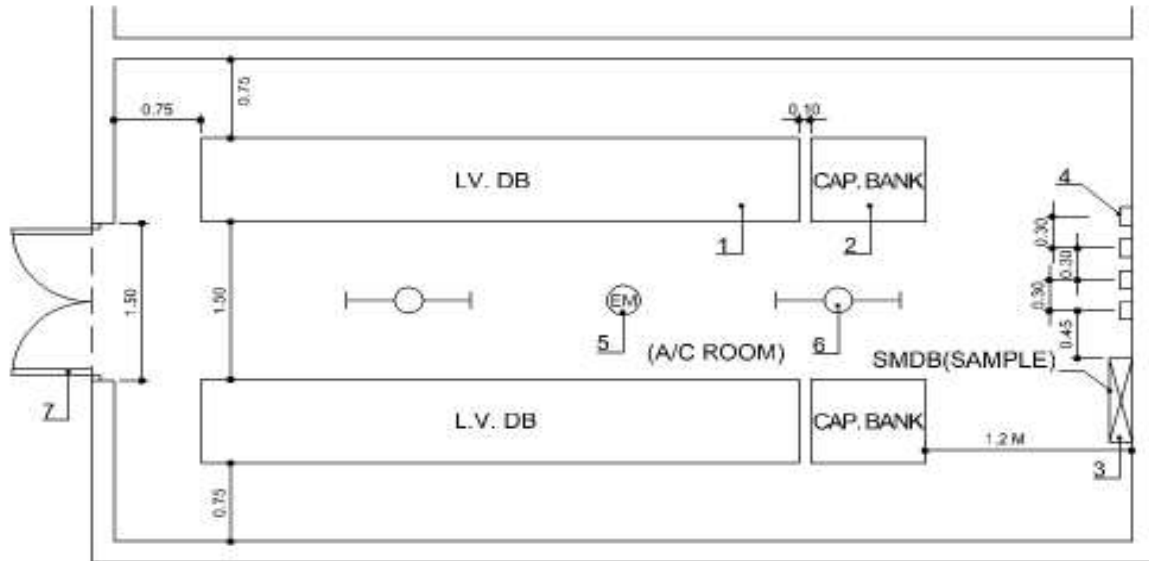 0.75
0.75
0.10
LV. DB
CAP. BANK
4
1
2
0.30
0.30
0.30
1.50
1.50
EM
5
6
(A/C ROOM)
0.45
SMDB(SAMPLE)
7
L.V. DB
CAP. BANK
1.2 M
3
0.75